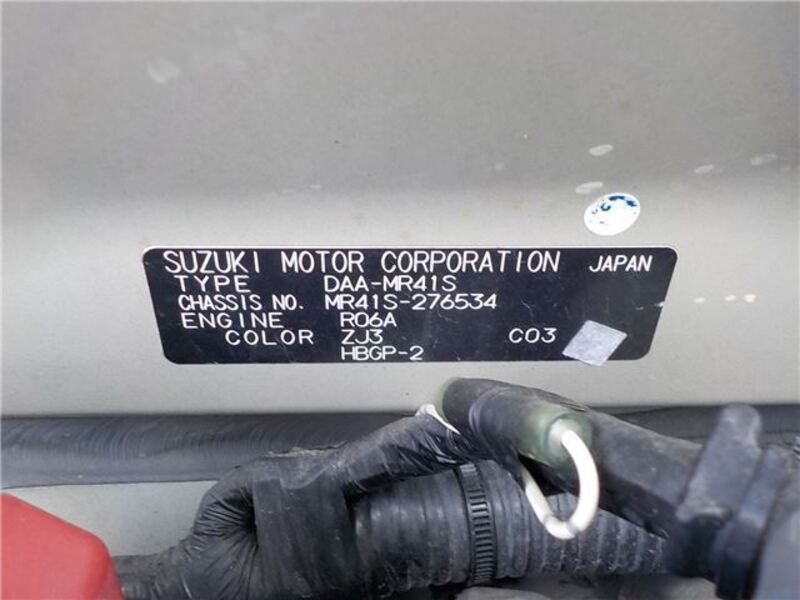 SUZUKI MOTOR CORPORATION JAPAN
TYPE DAA-MR41S
CHASSIS NO. MR41S-276534
ENGINE R06A
COLOR ZJ3 C03
HBGP-2